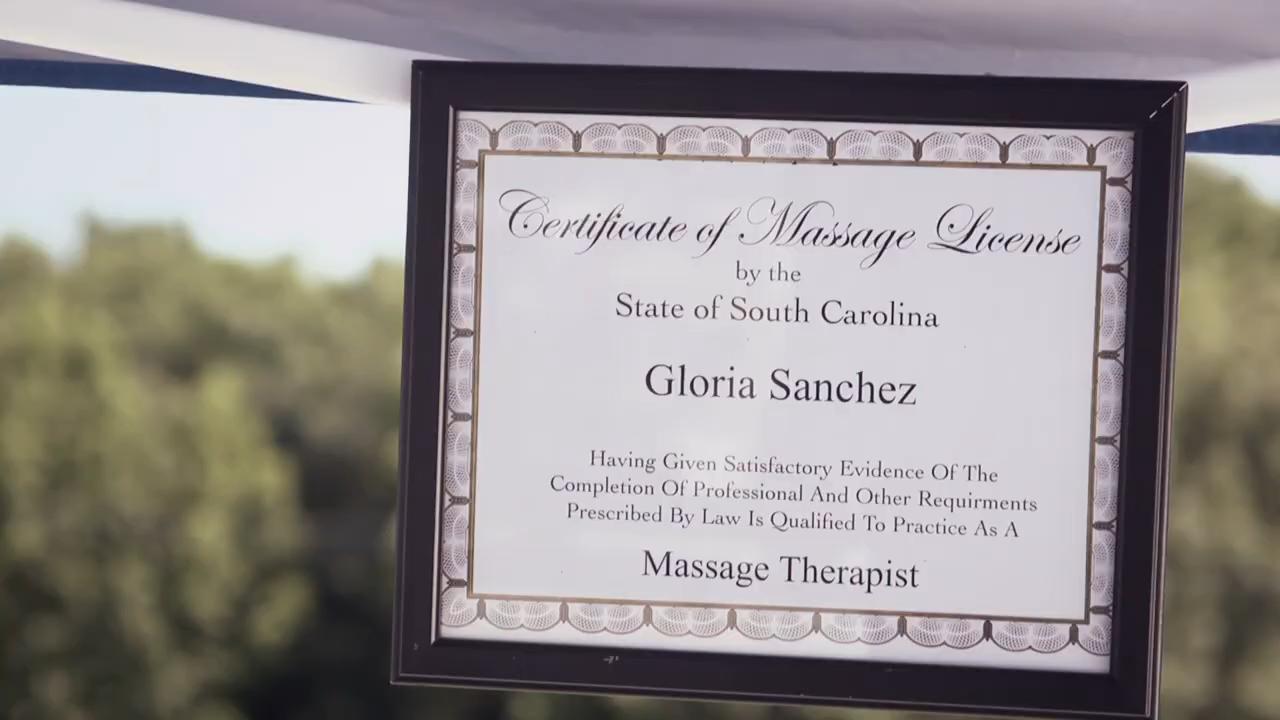 Certificate of Massage License
by the
State of South Carolina
Gloria Sanchez
Having Given Satisfactory Evidence Of The
Completion Of Professional And Other Requirments
Prescribed By Law Is Qualified To Practice As A
Massage Therapist